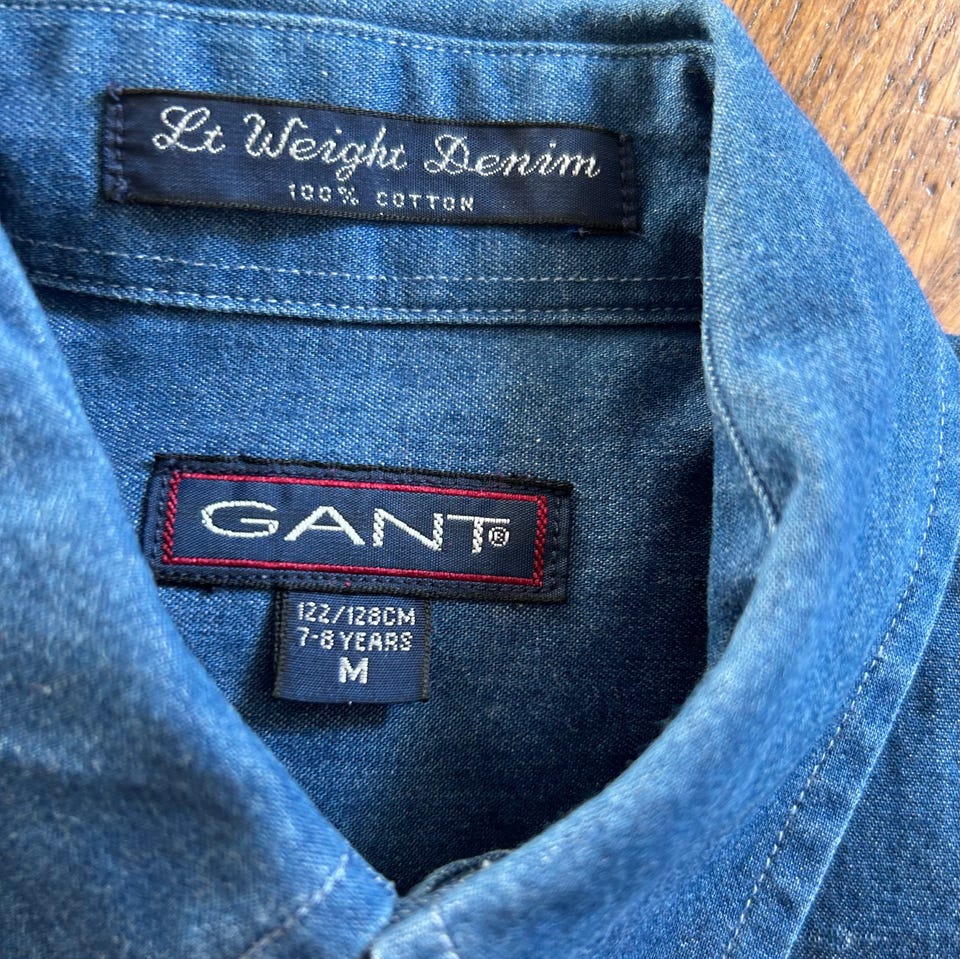 Lt Weight Denim
100% COTTON
GANT®
122/128CM
7-8 YEARS
M